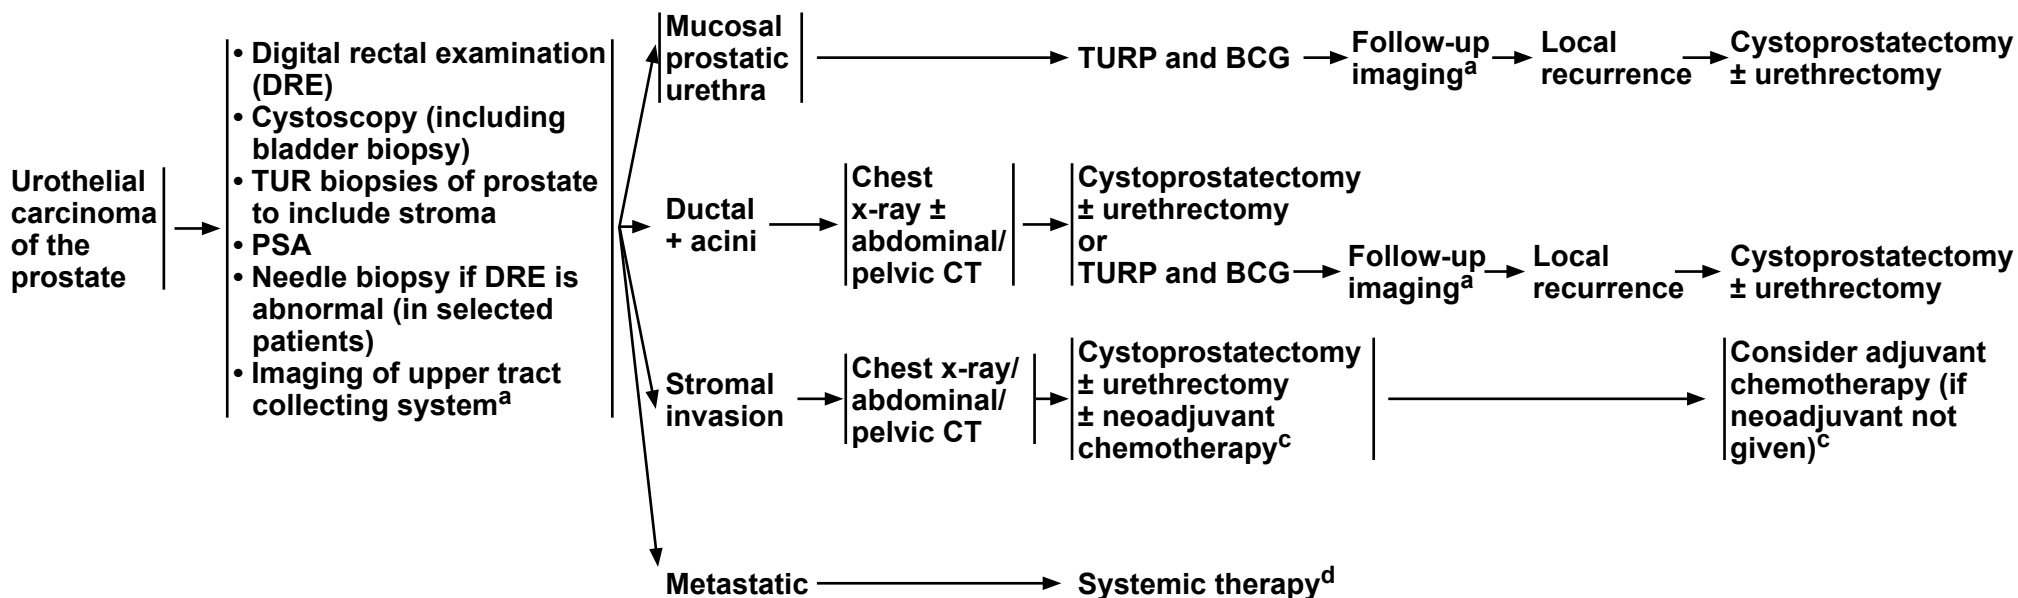 Urothelial
carcinoma
of the
prostate
• Digital rectal examination
(DRE)
• Cystoscopy (including
bladder biopsy)
• TUR biopsies of prostate
to include stroma
• PSA
• Needle biopsy if DRE is
abnormal (in selected
patients)
• Imaging of upper tract
collecting systemᵃ
Mucosal
prostatic
urethra
TURP and BCG
Follow-up
imagingᵃ
Local
recurrence
Cystoprostatectomy
± urethrectomy
Ductal
+ acini
Chest
x-ray ±
abdominal/
pelvic CT
Cystoprostatectomy
± urethrectomy
or
TURP and BCG
Follow-up
imagingᵃ
Local
recurrence
Cystoprostatectomy
± urethrectomy
Stromal
invasion
Chest x-ray/
abdominal/
pelvic CT
Cystoprostatectomy
± urethrectomy
± neoadjuvant
chemotherapyᶜ
Consider adjuvant
chemotherapy (if
neoadjuvant not
given)ᶜ
Metastatic
Systemic therapyᵈ